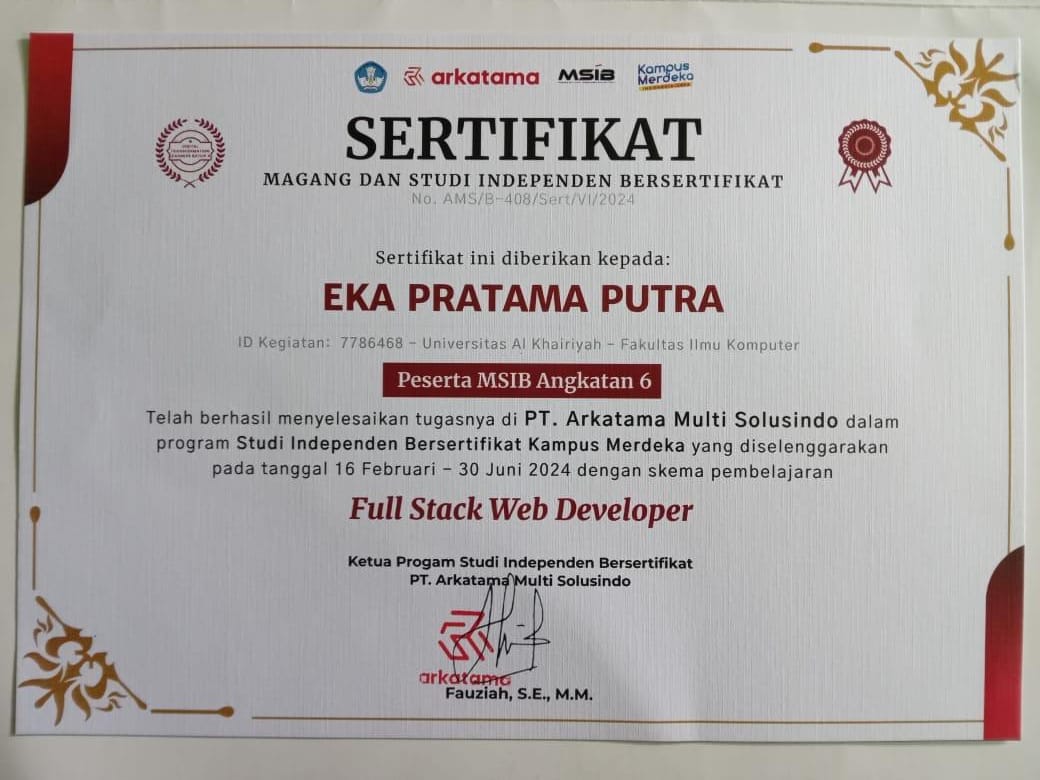 arkatama MSIB Kampus Merdeka
SERTIFIKAT
MAGANG DAN STUDI INDEPENDEN BERSERTIFIKAT
No. AMS/B-408/Sert/VI/2024
Sertifikat ini diberikan kepada:
EKA PRATAMA PUTRA
ID Kegiatan: 7786468 - Universitas Al Khairiyah - Fakultas Ilmu Komputer
Peserta MSIB Angkatan 6
Telah berhasil menyelesaikan tugasnya di PT. Arkatama Multi Solusindo dalam
program Studi Independen Bersertifikat Kampus Merdeka yang diselenggarakan
pada tanggal 16 Februari - 30 Juni 2024 dengan skema pembelajaran
Full Stack Web Developer
Ketua Progam Studi Independen Bersertifikat
PT. Arkatama Multi Solusindo
arkatama
Fauziah, S.E., M.M.